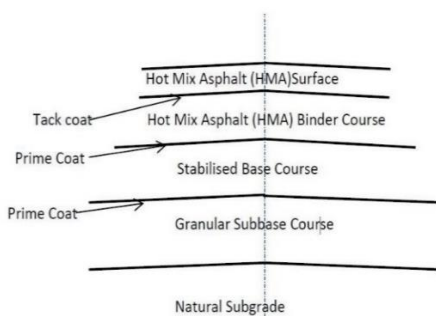 Hot Mix Asphalt (HMA)Surface
Tack coat
Hot Mix Asphalt (HMA) Binder Course
Prime Coat
Stabilised Base Course
Prime Coat
Granular Subbase Course
Natural Subgrade